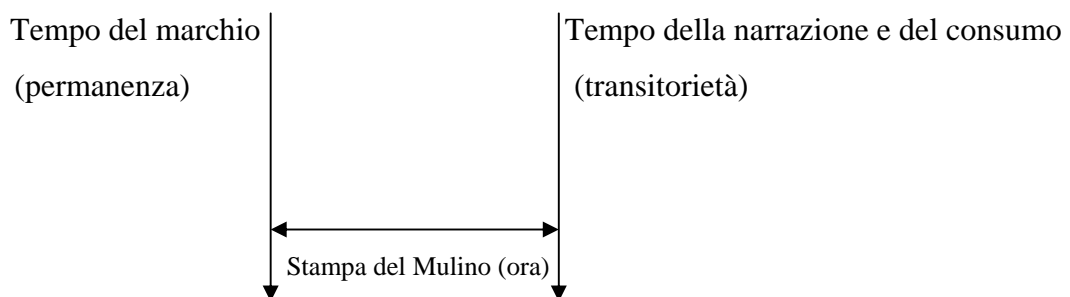 Tempo del marchio
(permanenza)
Tempo della narrazione e del consumo
(transitorietà)
Stampa del Mulino (ora)